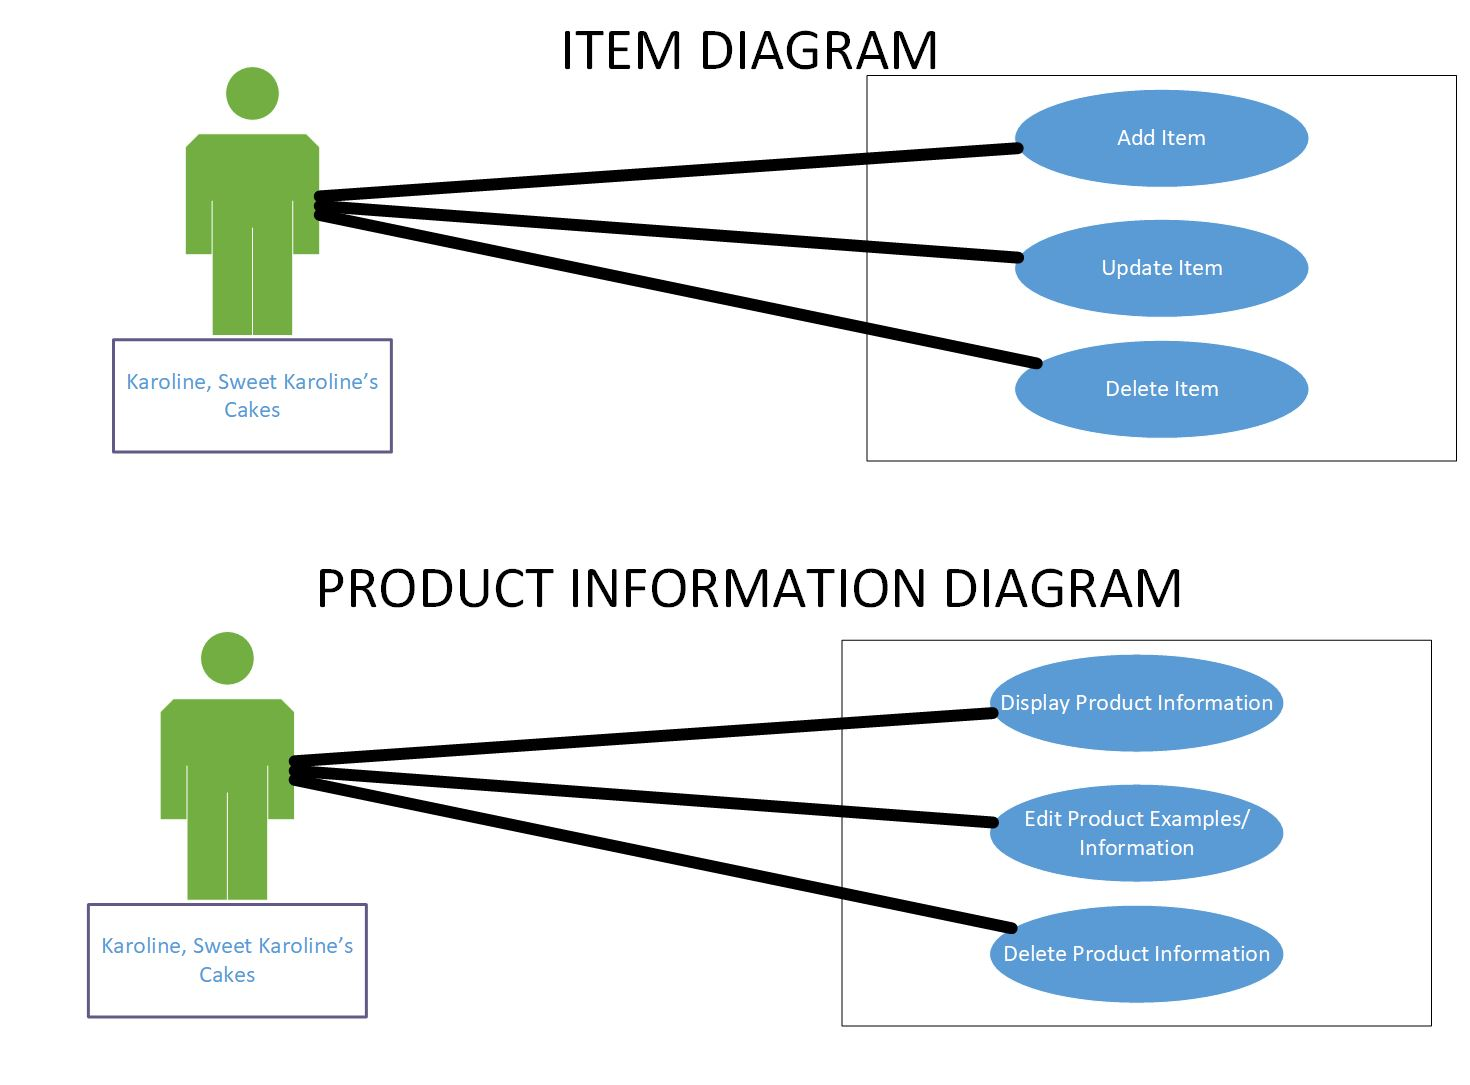 ITEM DIAGRAM
Add Item
Update Item
Delete Item
Karoline, Sweet Karoline’s
Cakes
PRODUCT INFORMATION DIAGRAM
Display Product Information
Edit Product Examples/
Information
Delete Product Information
Karoline, Sweet Karoline’s
Cakes